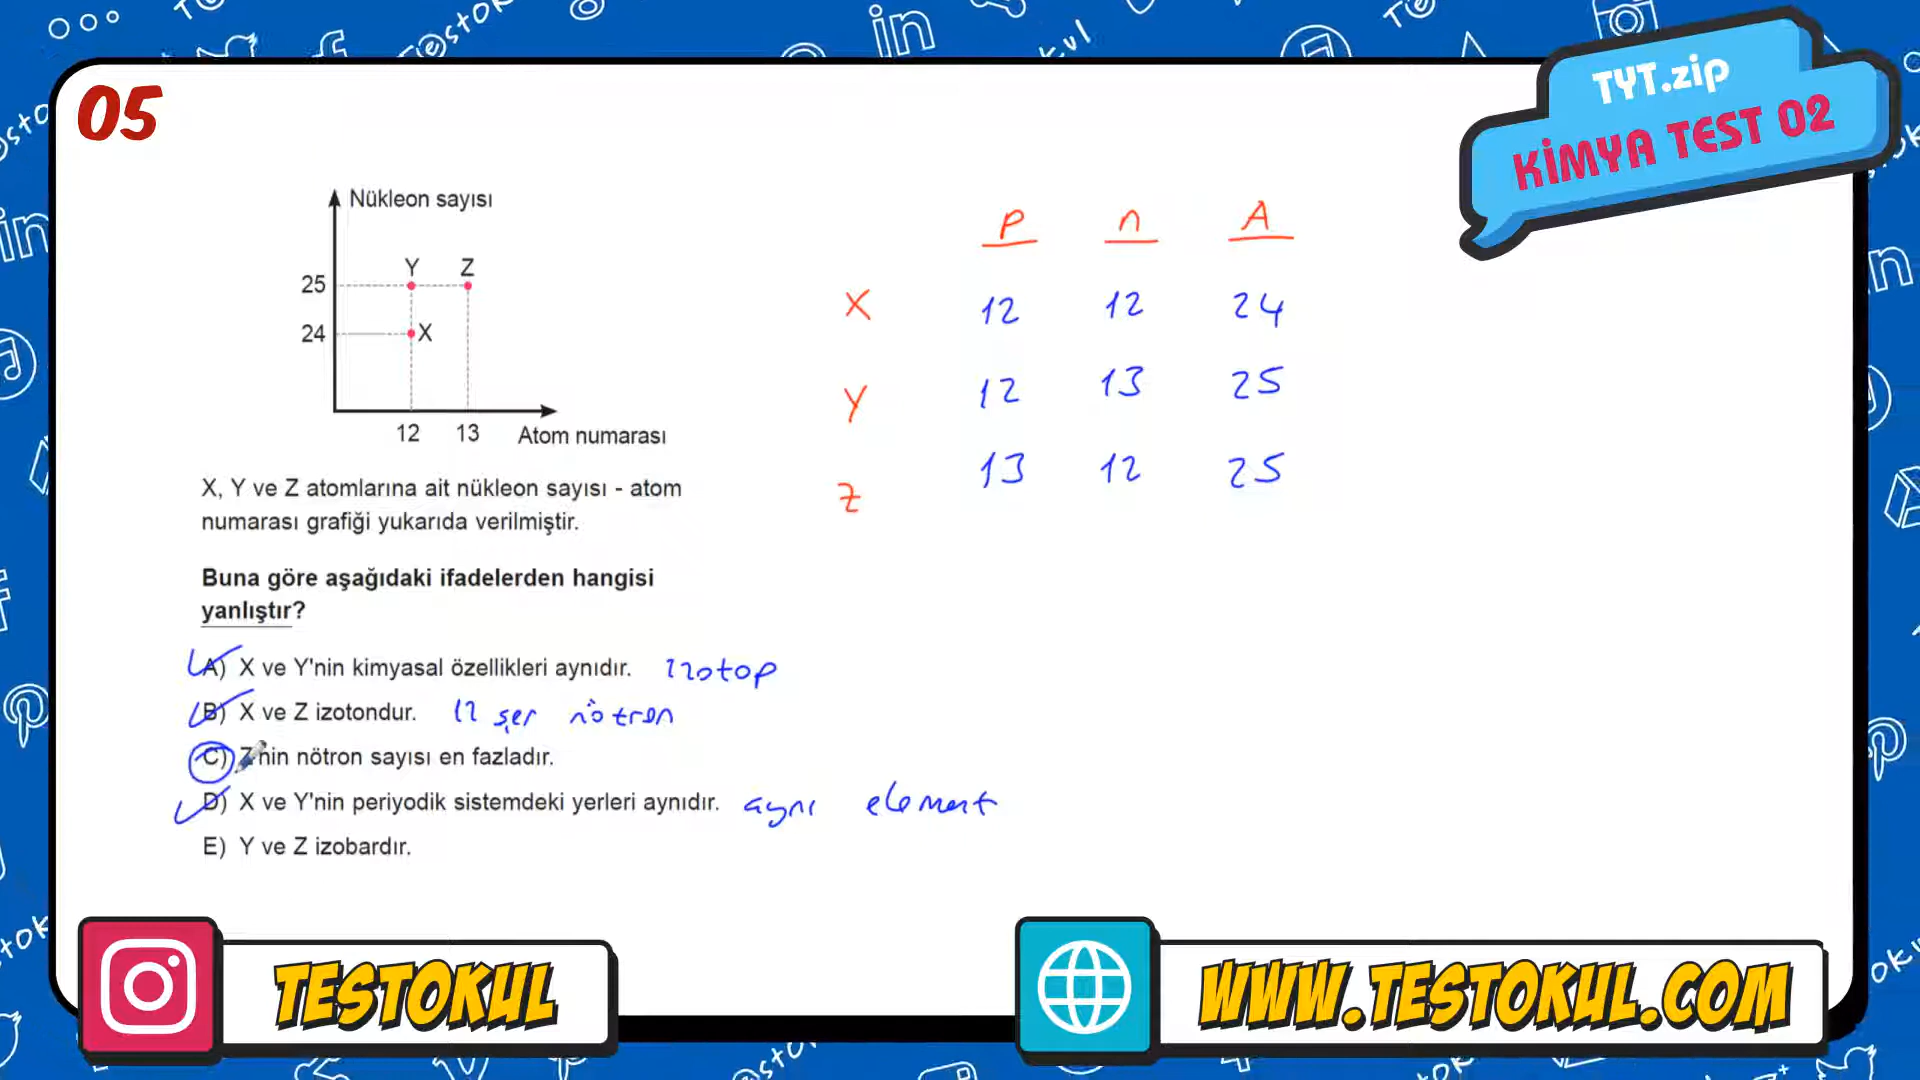 05
TYT.zip
KİMYA TEST 02
Nükleon sayısı
Y Z
25
24 X
12 13 Atom numarası
p n A
X 12 12 24
Y 12 13 25
Z 13 12 25
X, Y ve Z atomlarına ait nükleon sayısı - atom
numarası grafiği yukarıda verilmiştir.
Buna göre aşağıdaki ifadelerden hangisi
yanlıştır?
A) X ve Y'nin kimyasal özellikleri aynıdır. izotop
B) X ve Z izotondur. 12 şer nötron
C) Z'nin nötron sayısı en fazladır.
D) X ve Y'nin periyodik sistemdeki yerleri aynıdır. aynı element
E) Y ve Z izobardır.
TESTOKUL
WWW.TESTOKUL.COM